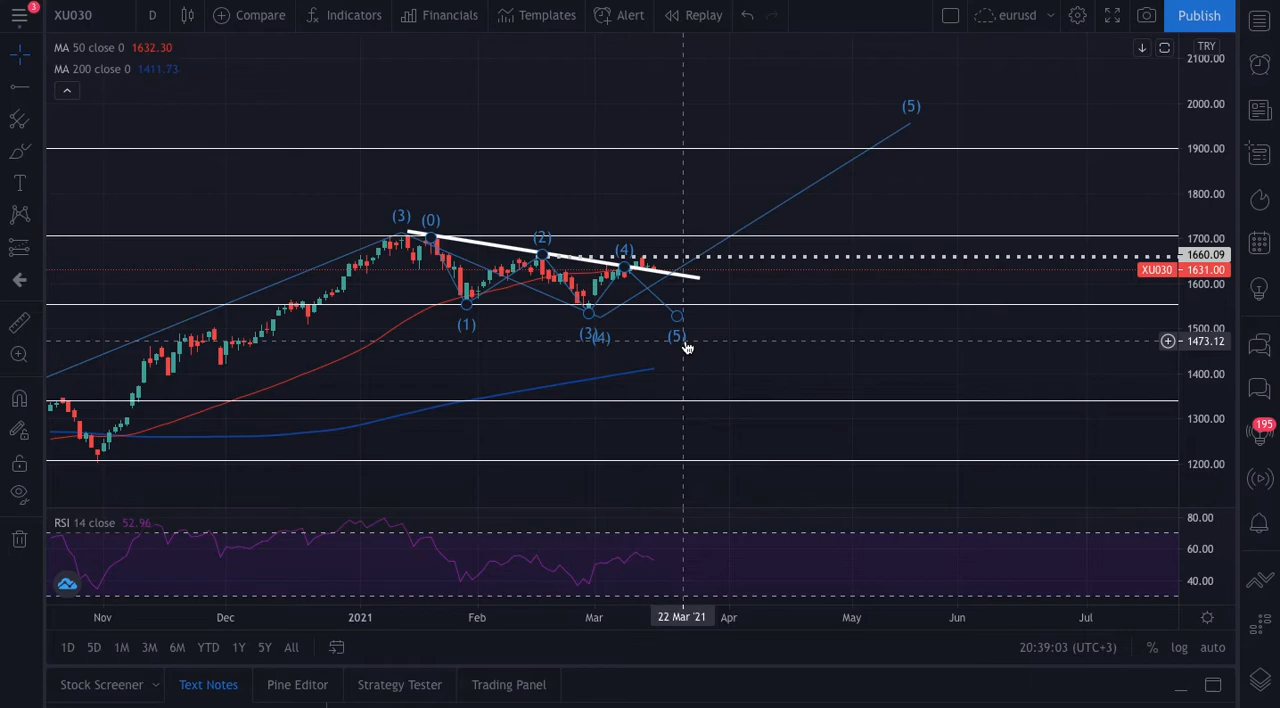 3
XU030 D Compare Indicators Financials Templates Alert Replay eurusd Publish
MA 50 close 0 1632.30
MA 200 close 0 1411.73
TRY
2100.00
2000.00
1900.00
1800.00
1700.00
1660.09
XU030 1631.00
1600.00
1500.00
1473.12
1400.00
1300.00
1200.00
(5)
(3) (0)
(2)
(4)
(1)
(3) (4)
(5)
195
RSI 14 close 52.96
80.00
60.00
40.00
Nov Dec 2021 Feb Mar 22 Mar '21 Apr May Jun Jul
1D 5D 1M 3M 6M YTD 1Y 5Y All 20:39:03 (UTC+3) % log auto
Stock Screener Text Notes Pine Editor Strategy Tester Trading Panel